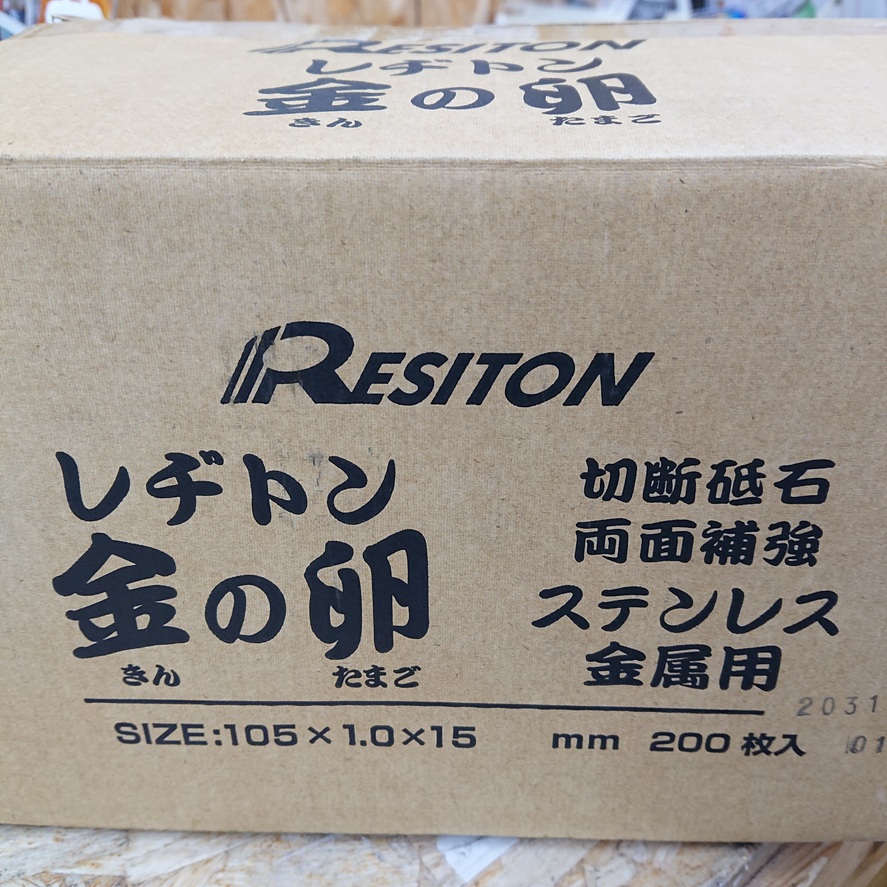 RESITON
レヂトン
金の卵
きん たまご
RESITON
レヂトン
金の卵
きん たまご
切断砥石
両面補強
ステンレス
金属用
SIZE:105×1.0×15 mm 200枚入
2031
01